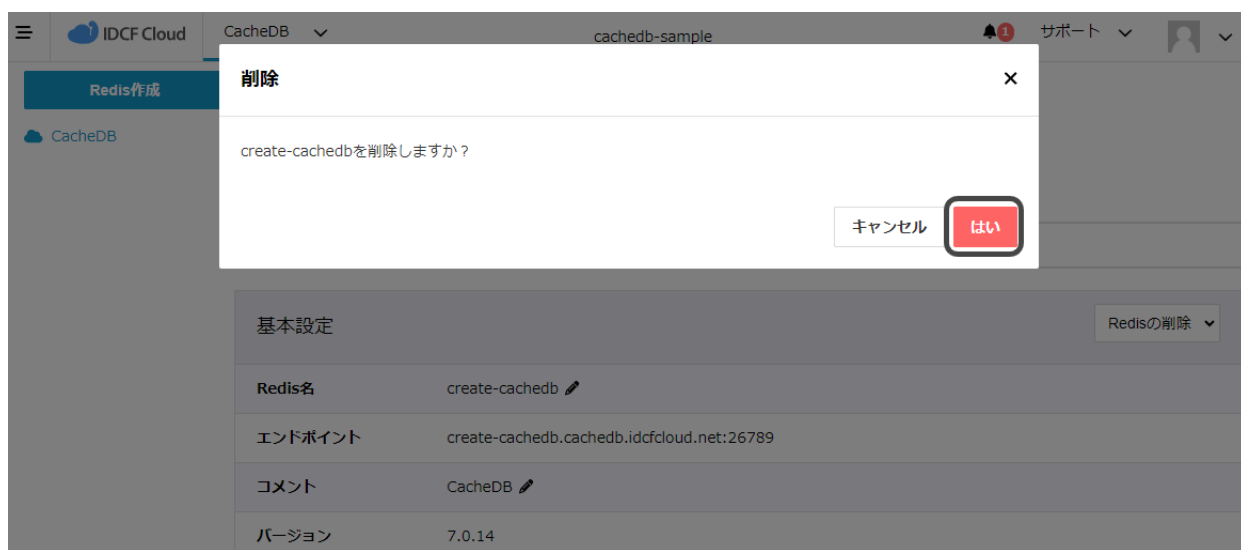 IDCF Cloud CacheDB cachedb-sample 1 サポート
削除
Redis作成
CacheDB
create-cachedbを削除しますか？
キャンセル はい
基本設定 Redisの削除
Redis名 create-cachedb
エンドポイント create-cachedb.cachedb.idcfcloud.net:26789
コメント CacheDB
バージョン 7.0.14